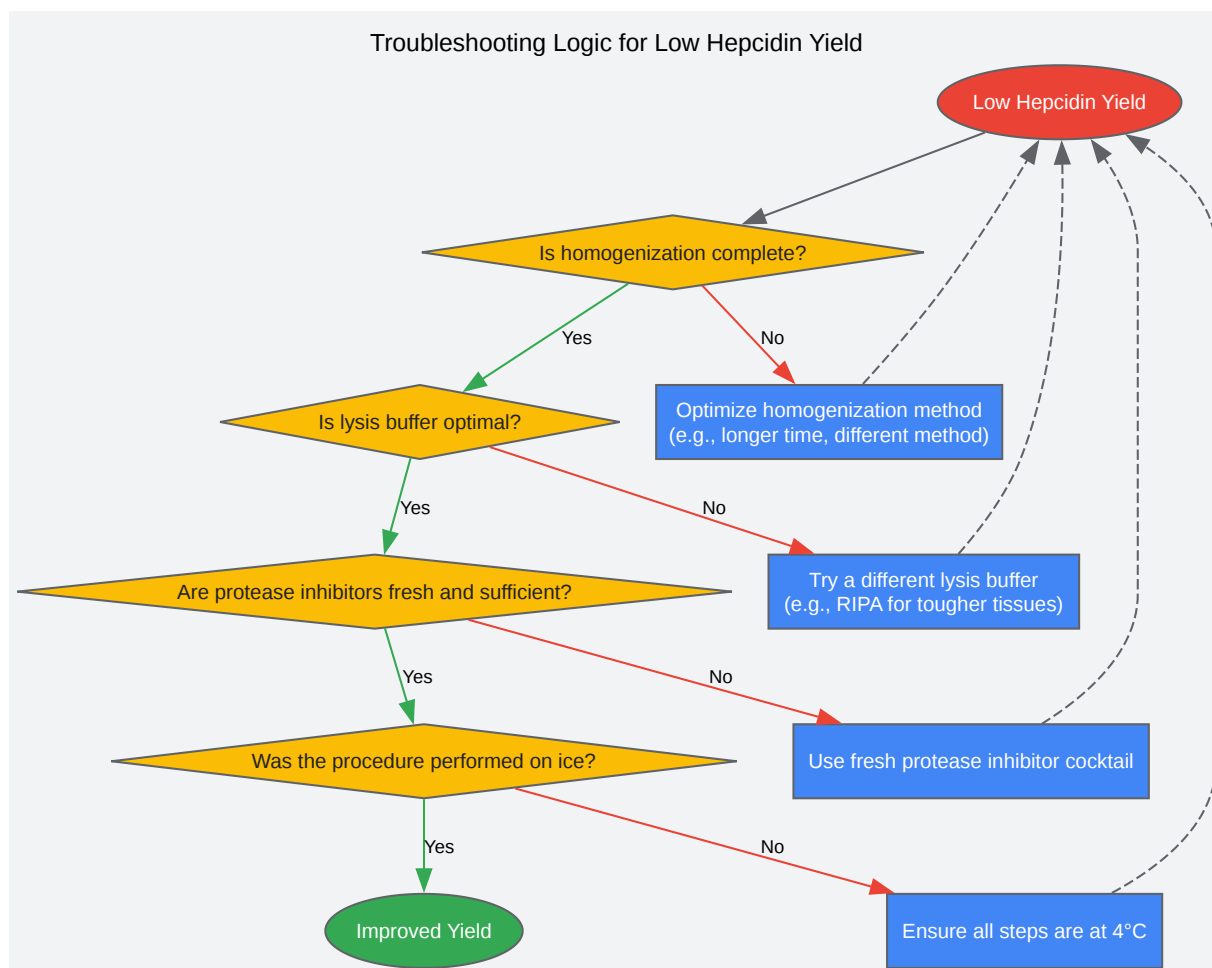 Troubleshooting Logic for Low Hepcidin Yield
Low Hepcidin Yield
Is homogenization complete?
Yes
No
Is lysis buffer optimal?
Optimize homogenization method
(e.g., longer time, different method)
Yes
No
Are protease inhibitors fresh and sufficient?
Try a different lysis buffer
(e.g., RIPA for tougher tissues)
Yes
No
Was the procedure performed on ice?
Use fresh protease inhibitor cocktail
Yes
No
Improved Yield
Ensure all steps are at 4°C